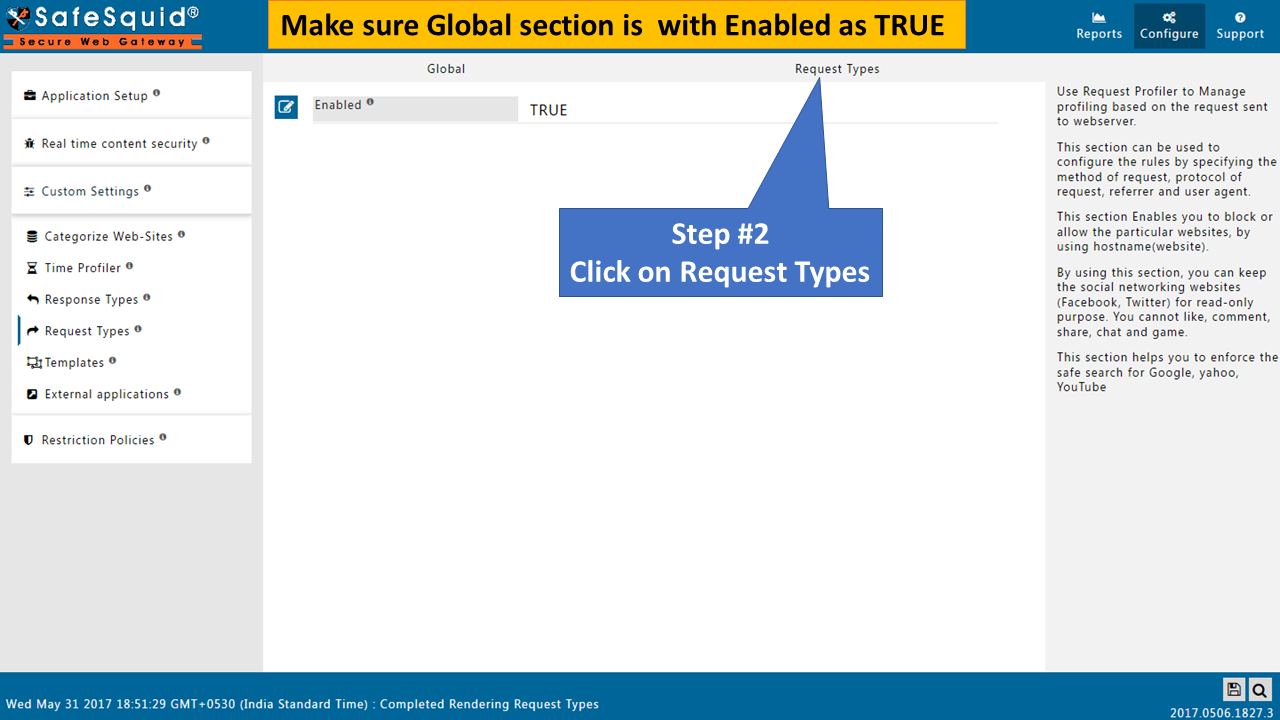 SafeSquid®
Secure Web Gateway
Make sure Global section is with Enabled as TRUE
Reports
Configure
Support
Application Setup
Real time content security
Custom Settings
Categorize Web-Sites
Time Profiler
Response Types
Request Types
Templates
External applications
Restriction Policies
Global
Request Types
Enabled
TRUE
Step #2
Click on Request Types
Use Request Profiler to Manage
profiling based on the request sent
to webserver.
This section can be used to
configure the rules by specifying the
method of request, protocol of
request, referrer and user agent.
This section Enables you to block or
allow the particular websites, by
using hostname(website).
By using this section, you can keep
the social networking websites
(Facebook, Twitter) for read-only
purpose. You cannot like, comment,
share, chat and game.
This section helps you to enforce the
safe search for Google, yahoo,
YouTube
Wed May 31 2017 18:51:29 GMT+0530 (India Standard Time) : Completed Rendering Request Types
2017.0506.1827.3